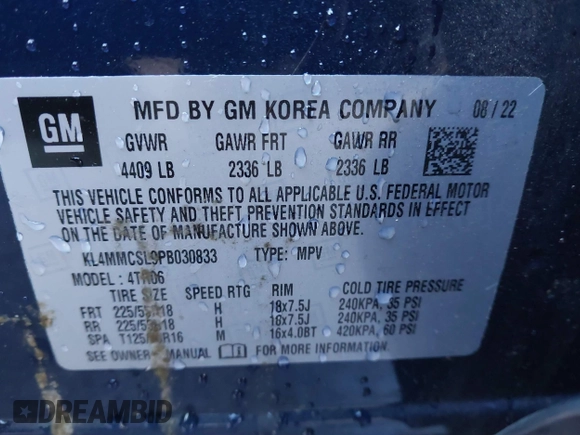 GM
MFD BY GM KOREA COMPANY 08 / 22
GVWR GAWR FRT GAWR RR
4409 LB 2336 LB 2336 LB
THIS VEHICLE CONFORMS TO ALL APPLICABLE U.S. FEDERAL MOTOR
VEHICLE SAFETY AND THEFT PREVENTION STANDARDS IN EFFECT
ON THE DATE OF MANUFACTURE SHOWN ABOVE.
KL4MMCSL9PB030833 TYPE: MPV
MODEL : 4TR06
TIRE SIZE SPEED RTG RIM COLD TIRE PRESSURE
FRT H 18x7.5J 240KPA, 35 PSI
RR H 18x7.5J 240KPA, 35 PSI
SPA M 16x4.0BT 420KPA, 60 PSI
SEE OWNER MANUAL FOR MORE INFORMATION
DREAMBID